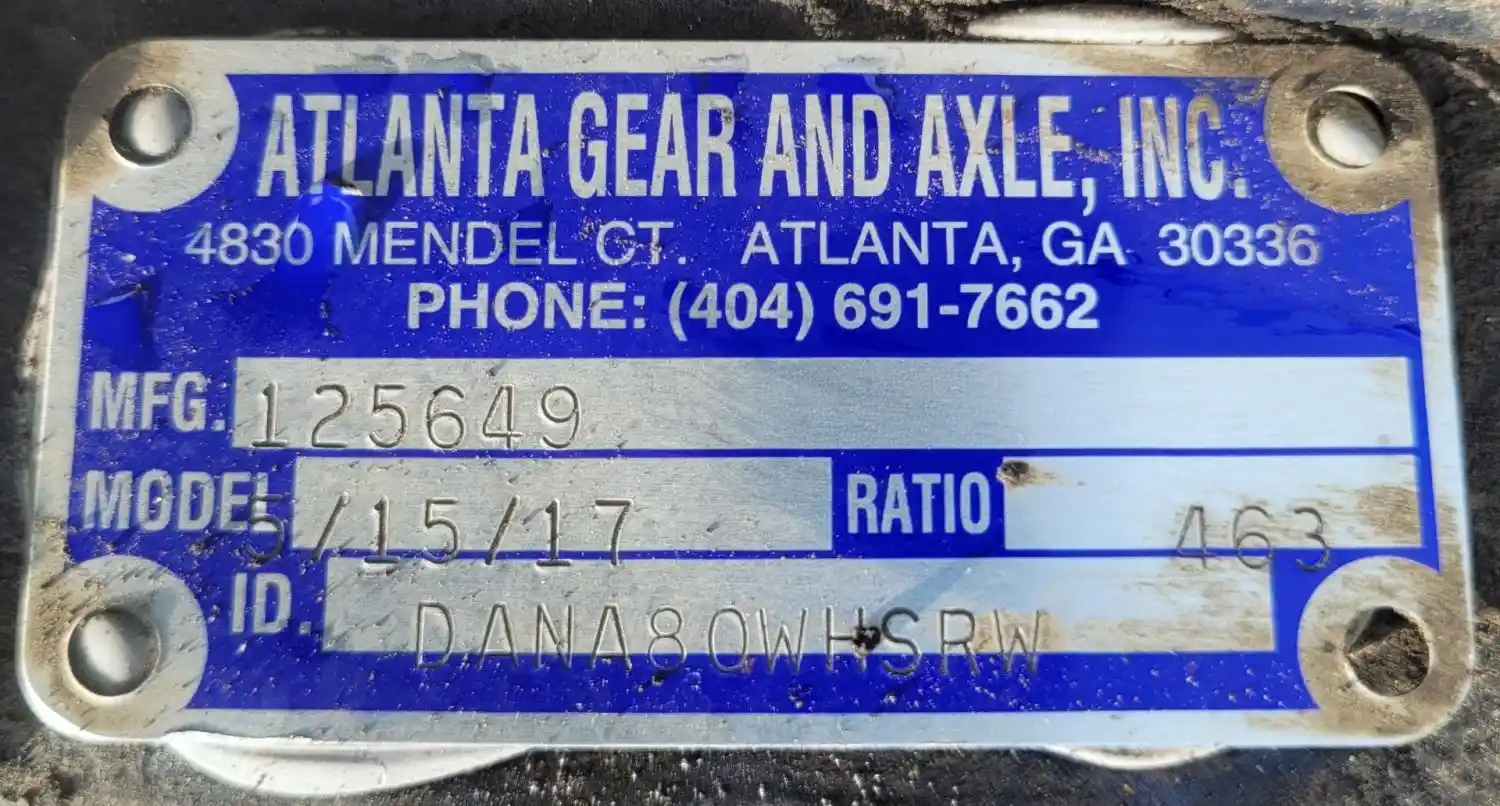 ATLANTA GEAR AND AXLE, INC.
4830 MENDEL CT. ATLANTA, GA 30336
PHONE: (404) 691-7662
MFG. 125649
MODEL 5/15/17 RATIO 463
ID. DANA80WHSRW